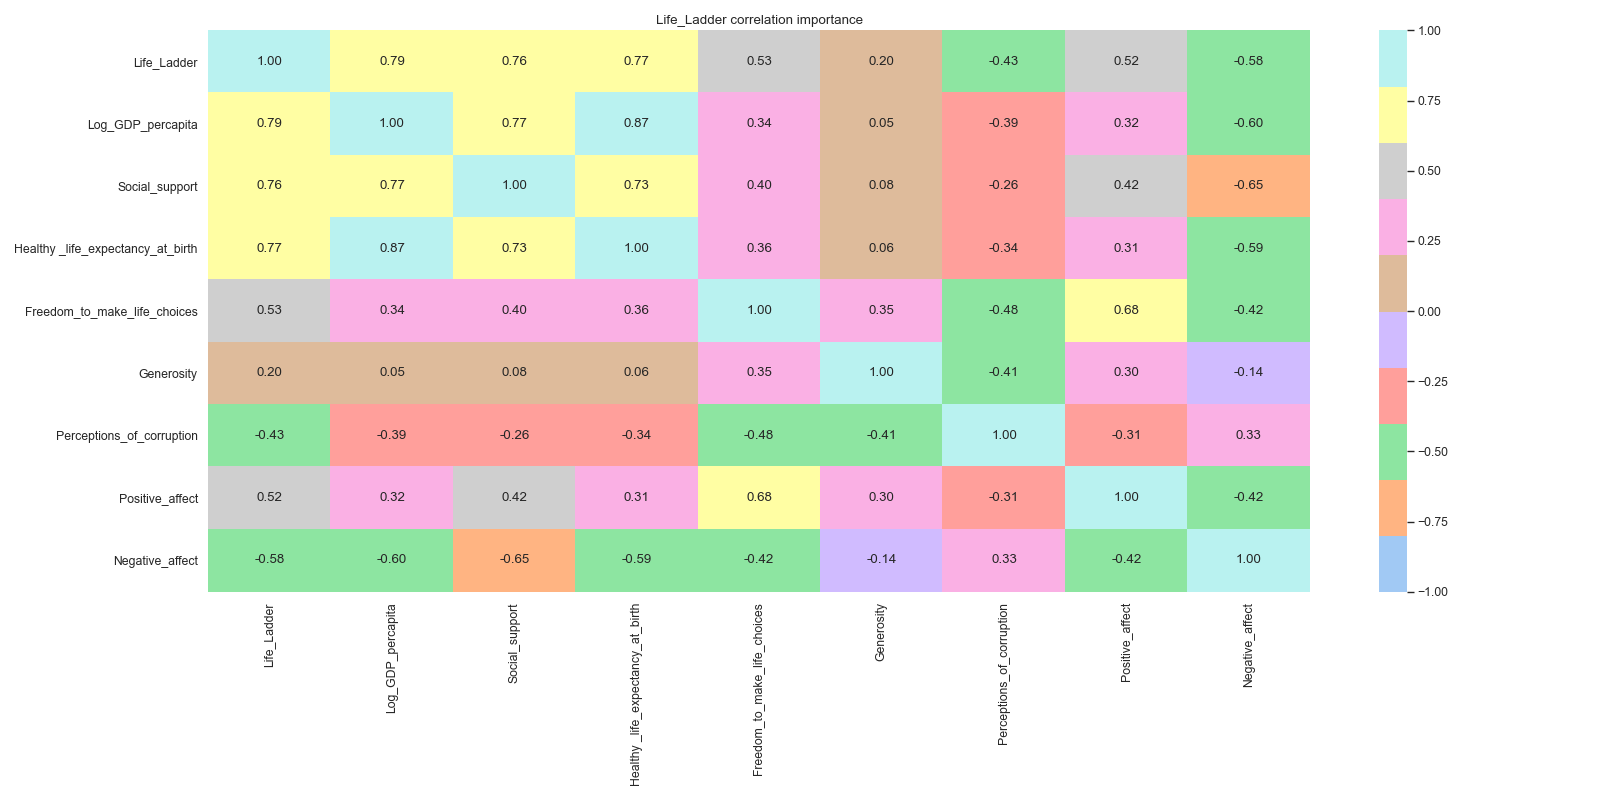 Life_Ladder correlation importance
Life_Ladder 1.00 0.79 0.76 0.77 0.53 0.20 -0.43 0.52 -0.58
Log_GDP_percapita 0.79 1.00 0.77 0.87 0.34 0.05 -0.39 0.32 -0.60
Social_support 0.76 0.77 1.00 0.73 0.40 0.08 -0.26 0.42 -0.65
Healthy _life_expectancy_at_birth 0.77 0.87 0.73 1.00 0.36 0.06 -0.34 0.31 -0.59
Freedom_to_make_life_choices 0.53 0.34 0.40 0.36 1.00 0.35 -0.48 0.68 -0.42
Generosity 0.20 0.05 0.08 0.06 0.35 1.00 -0.41 0.30 -0.14
Perceptions_of_corruption -0.43 -0.39 -0.26 -0.34 -0.48 -0.41 1.00 -0.31 0.33
Positive_affect 0.52 0.32 0.42 0.31 0.68 0.30 -0.31 1.00 -0.42
Negative_affect -0.58 -0.60 -0.65 -0.59 -0.42 -0.14 0.33 -0.42 1.00
Life_Ladder
Log_GDP_percapita
Social_support
Healthy _life_expectancy_at_birth
Freedom_to_make_life_choices
Generosity
Perceptions_of_corruption
Positive_affect
Negative_affect
1.00
0.75
0.50
0.25
0.00
−0.25
−0.50
−0.75
−1.00